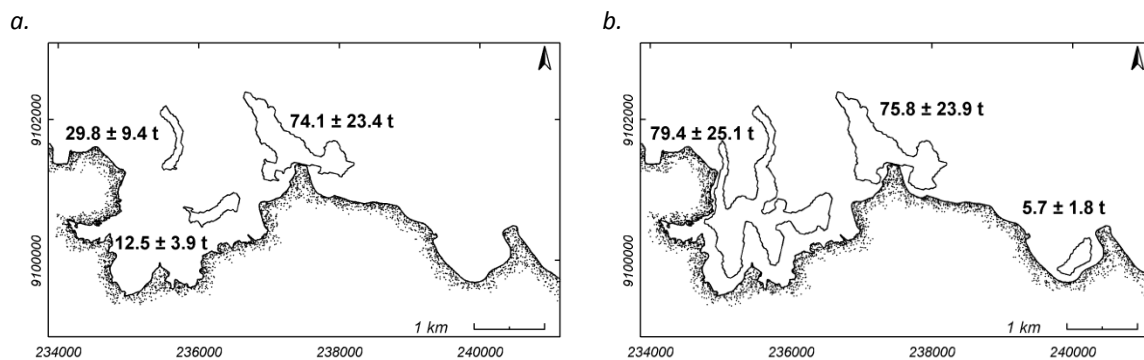 a.
9102000
9100000
29.8 ± 9.4 t
74.1 ± 23.4 t
12.5 ± 3.9 t
1 km
234000 236000 238000 240000
b.
9102000
9100000
79.4 ± 25.1 t
75.8 ± 23.9 t
5.7 ± 1.8 t
1 km
234000 236000 238000 240000